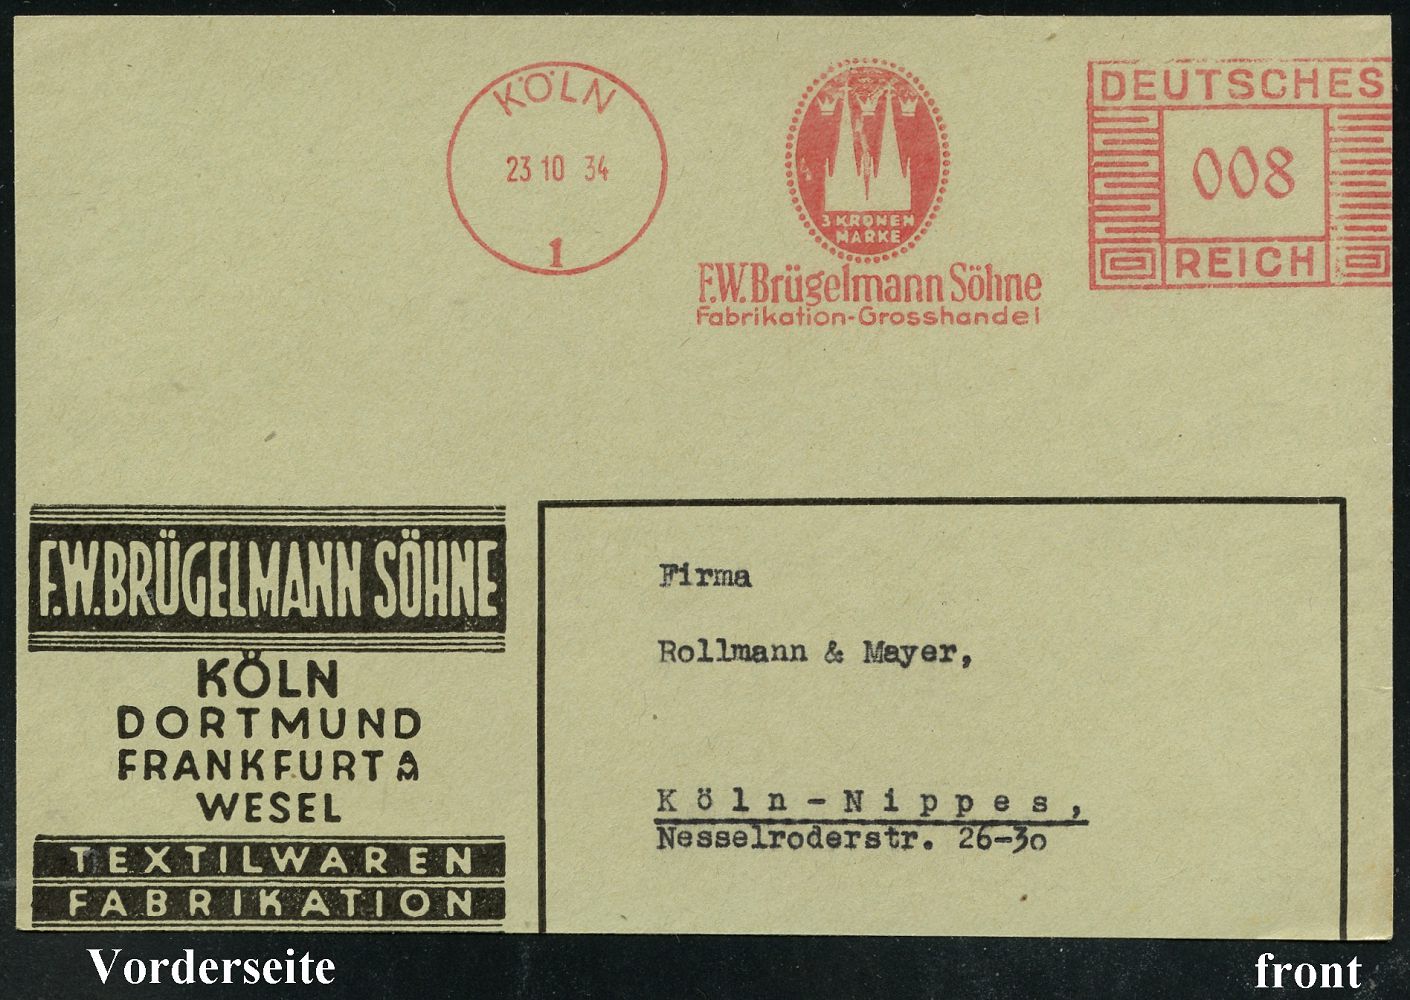 KÖLN
23 10 34
1
3 KRONEN
MARKE
F.W. Brügelmann Söhne
Fabrikation-Grosshandel
DEUTSCHES
008
REICH
F.W. BRÜGELMANN SÖHNE
KÖLN
DORTMUND
FRANKFURT A M
WESEL
TEXTILWAREN
FABRIKATION
Firma
Rollmann & Mayer,
Köln-Nippes,
Nesselroderstr. 26-30
Vorderseite
front